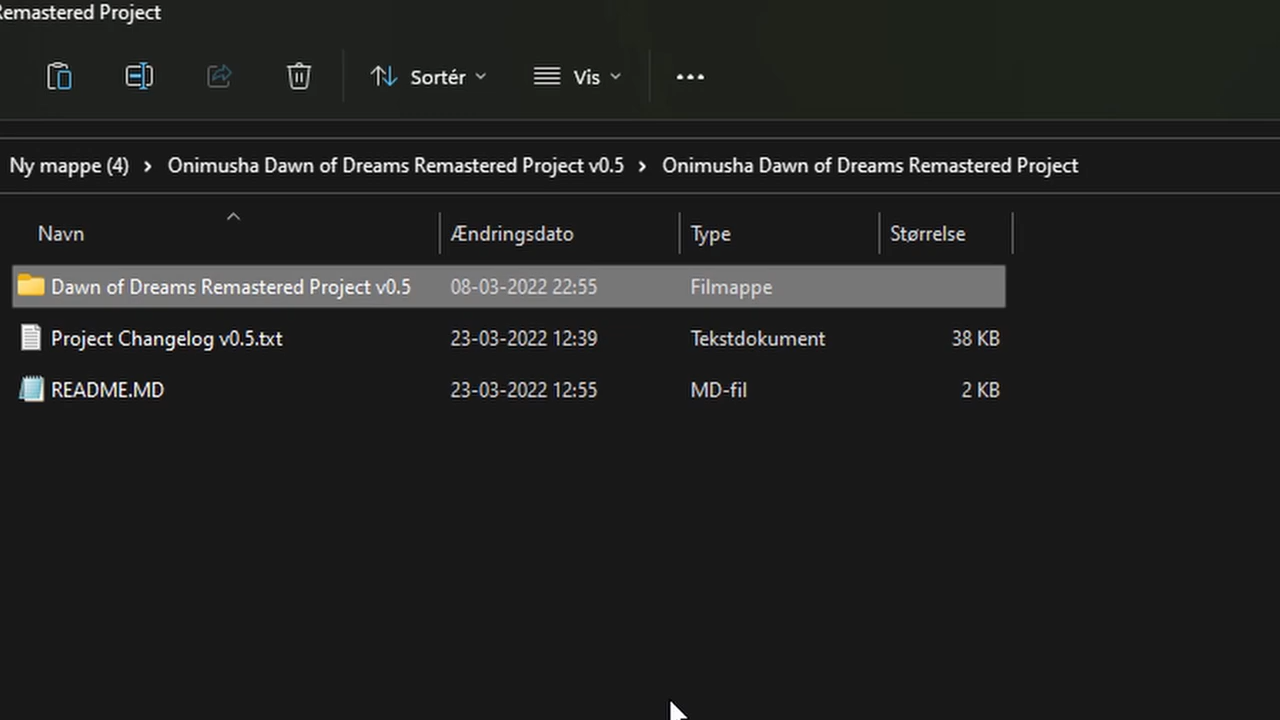 Remastered Project
Sortér Vis
Ny mappe (4) Onimusha Dawn of Dreams Remastered Project v0.5 Onimusha Dawn of Dreams Remastered Project
Navn Ændringsdato Type Størrelse
Dawn of Dreams Remastered Project v0.5 08-03-2022 22:55 Filmappe
Project Changelog v0.5.txt 23-03-2022 12:39 Tekstdokument 38 KB
README.MD 23-03-2022 12:55 MD-fil 2 KB